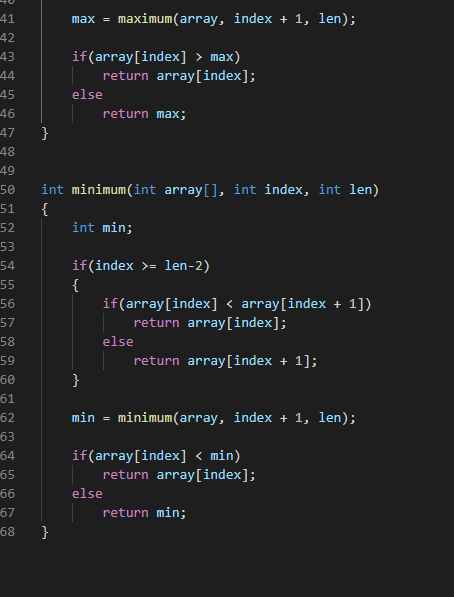 40
41 max = maximum(array, index + 1, len);
42
43 if(array[index] > max)
44 return array[index];
45 else
46 return max;
47 }
48
49
50 int minimum(int array[], int index, int len)
51 {
52 int min;
53
54 if(index >= len-2)
55 {
56 if(array[index] < array[index + 1])
57 return array[index];
58 else
59 return array[index + 1];
60 }
61
62 min = minimum(array, index + 1, len);
63
64 if(array[index] < min)
65 return array[index];
66 else
67 return min;
68 }